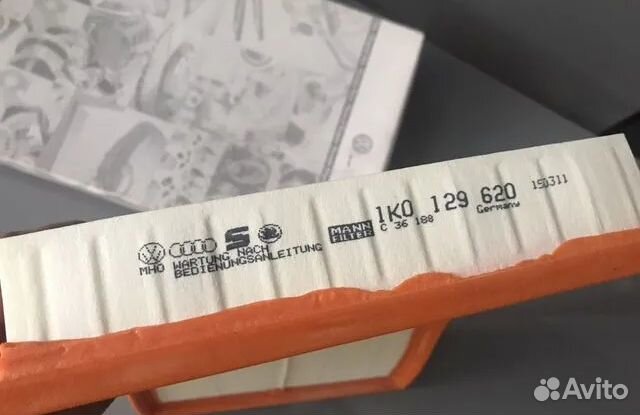 MHO WARTUNG NACH
BEDIENUNGSANLEITUNG
MANN
FILTER
1K0 129 620
C 36 188 Germany
150311
Avito